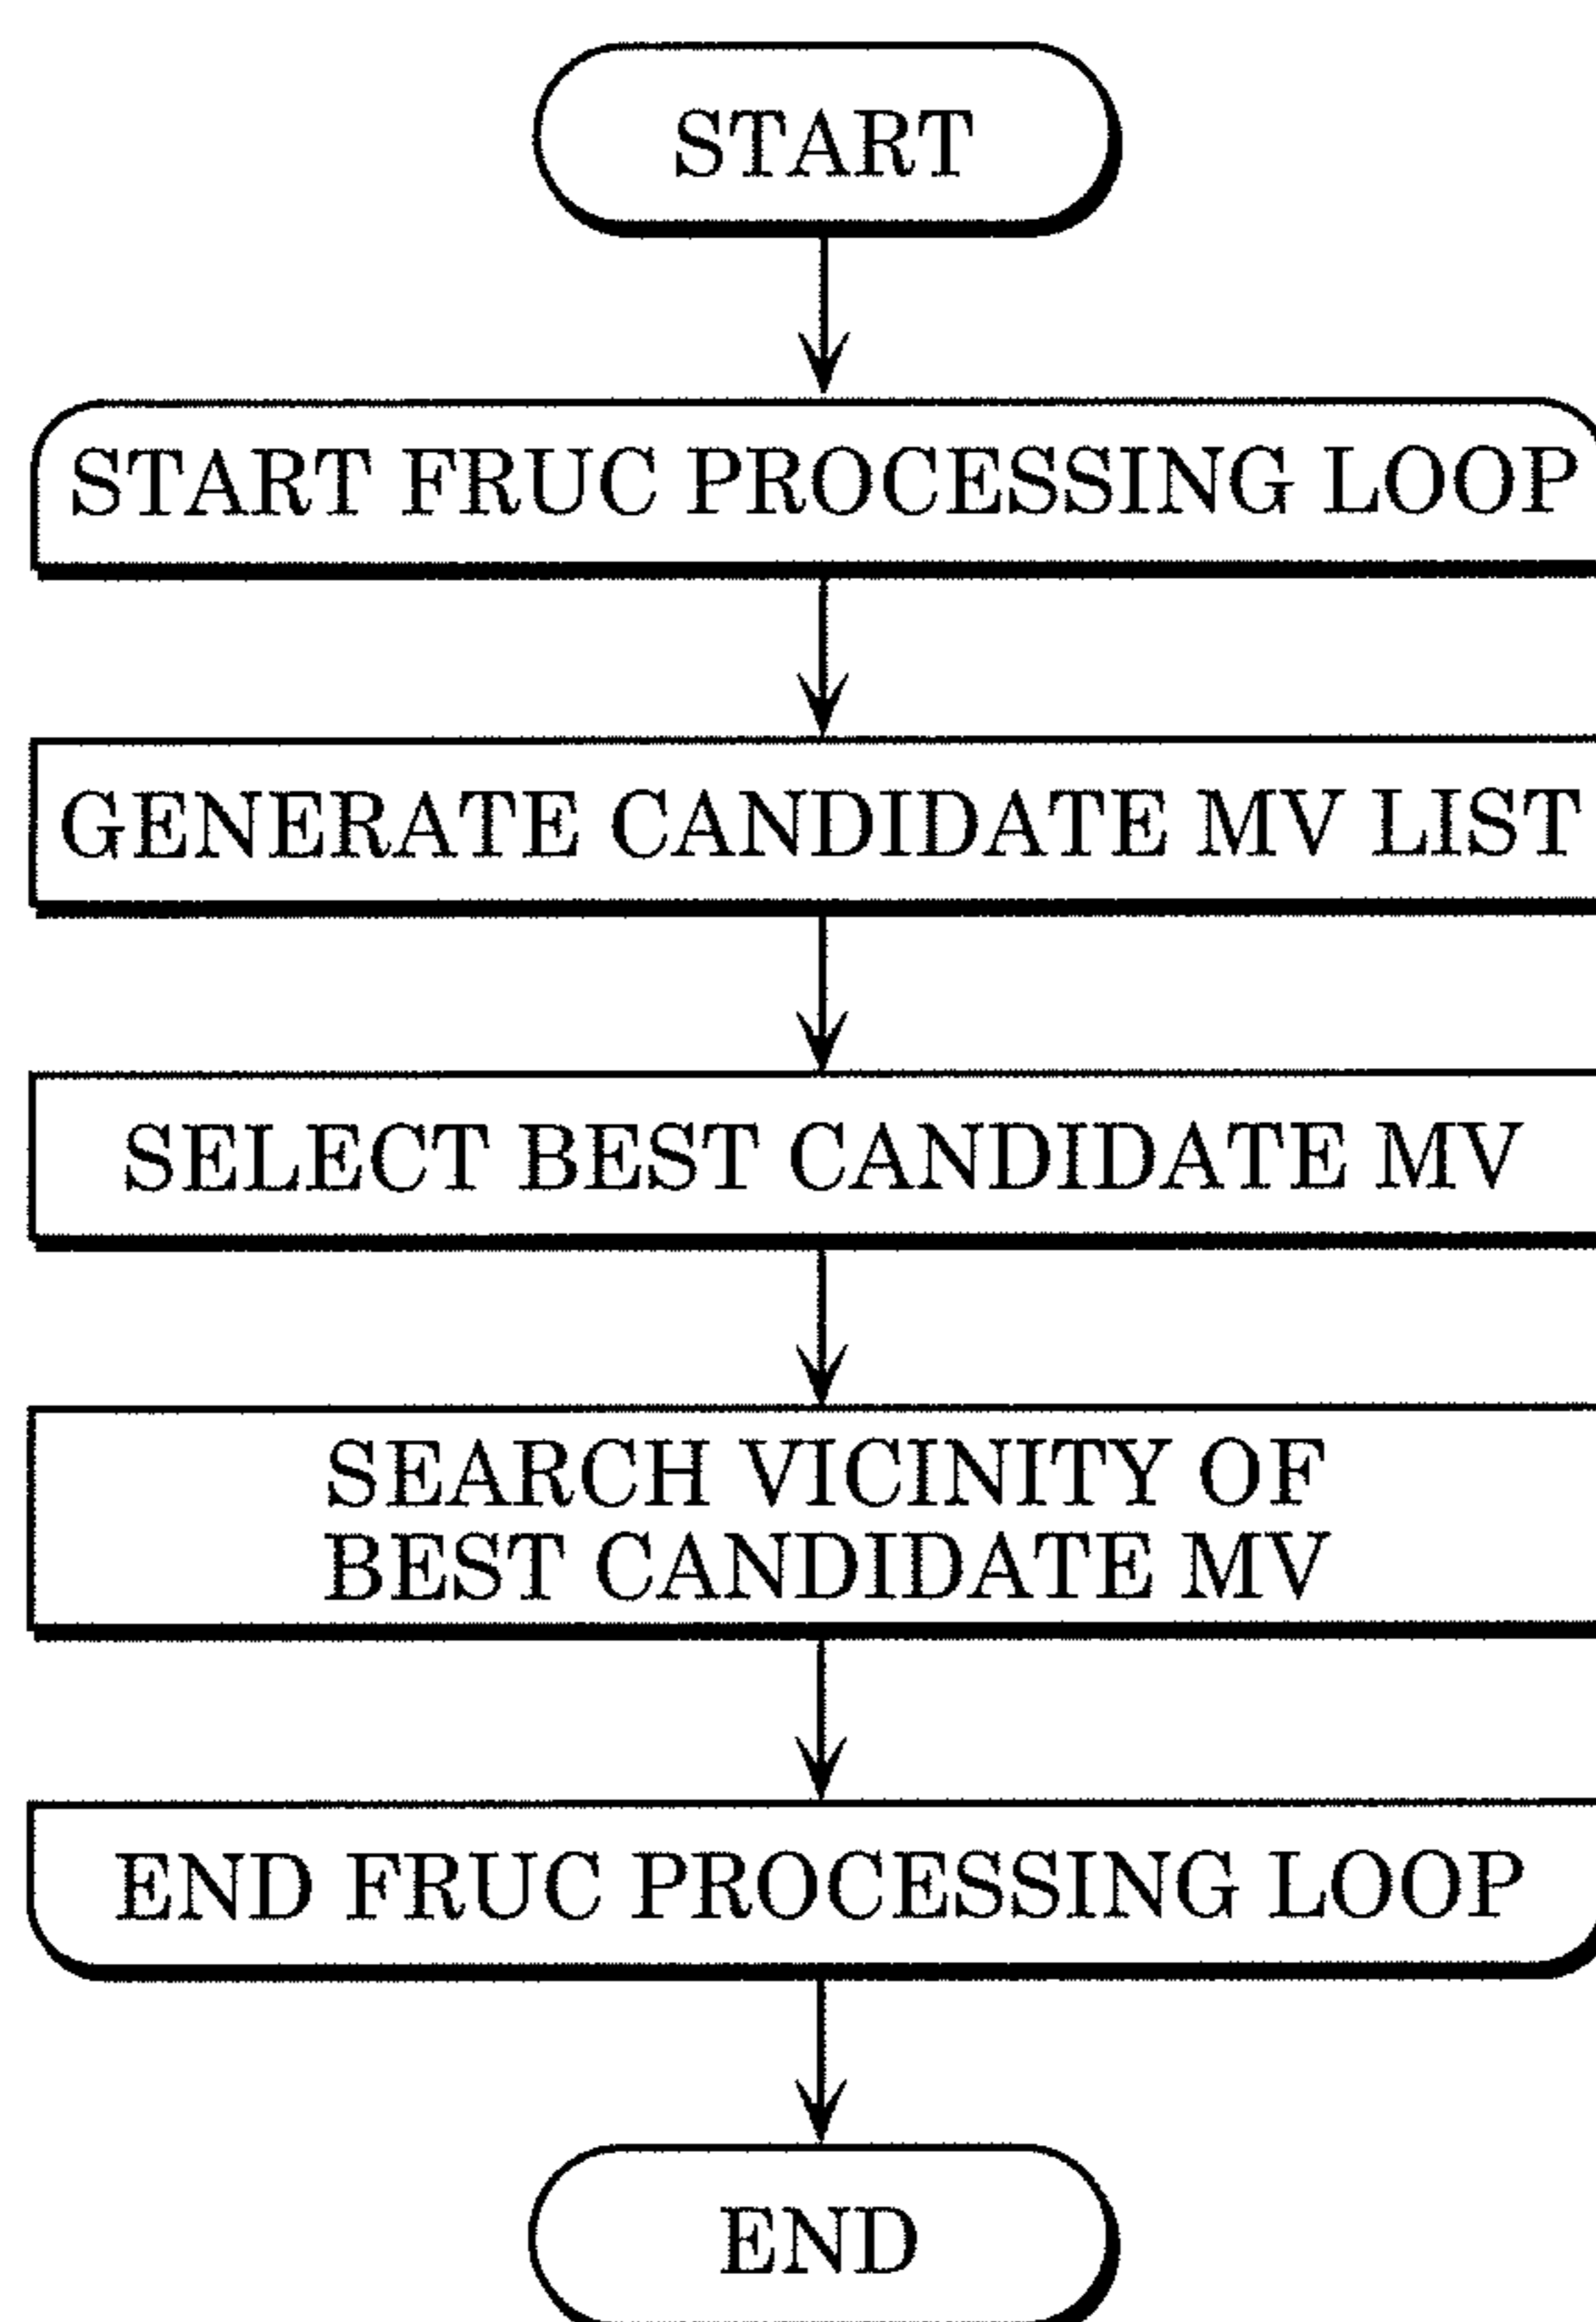 START
START FRUC PROCESSING LOOP
GENERATE CANDIDATE MV LIST
SELECT BEST CANDIDATE MV
SEARCH VICINITY OF
BEST CANDIDATE MV
END FRUC PROCESSING LOOP
END